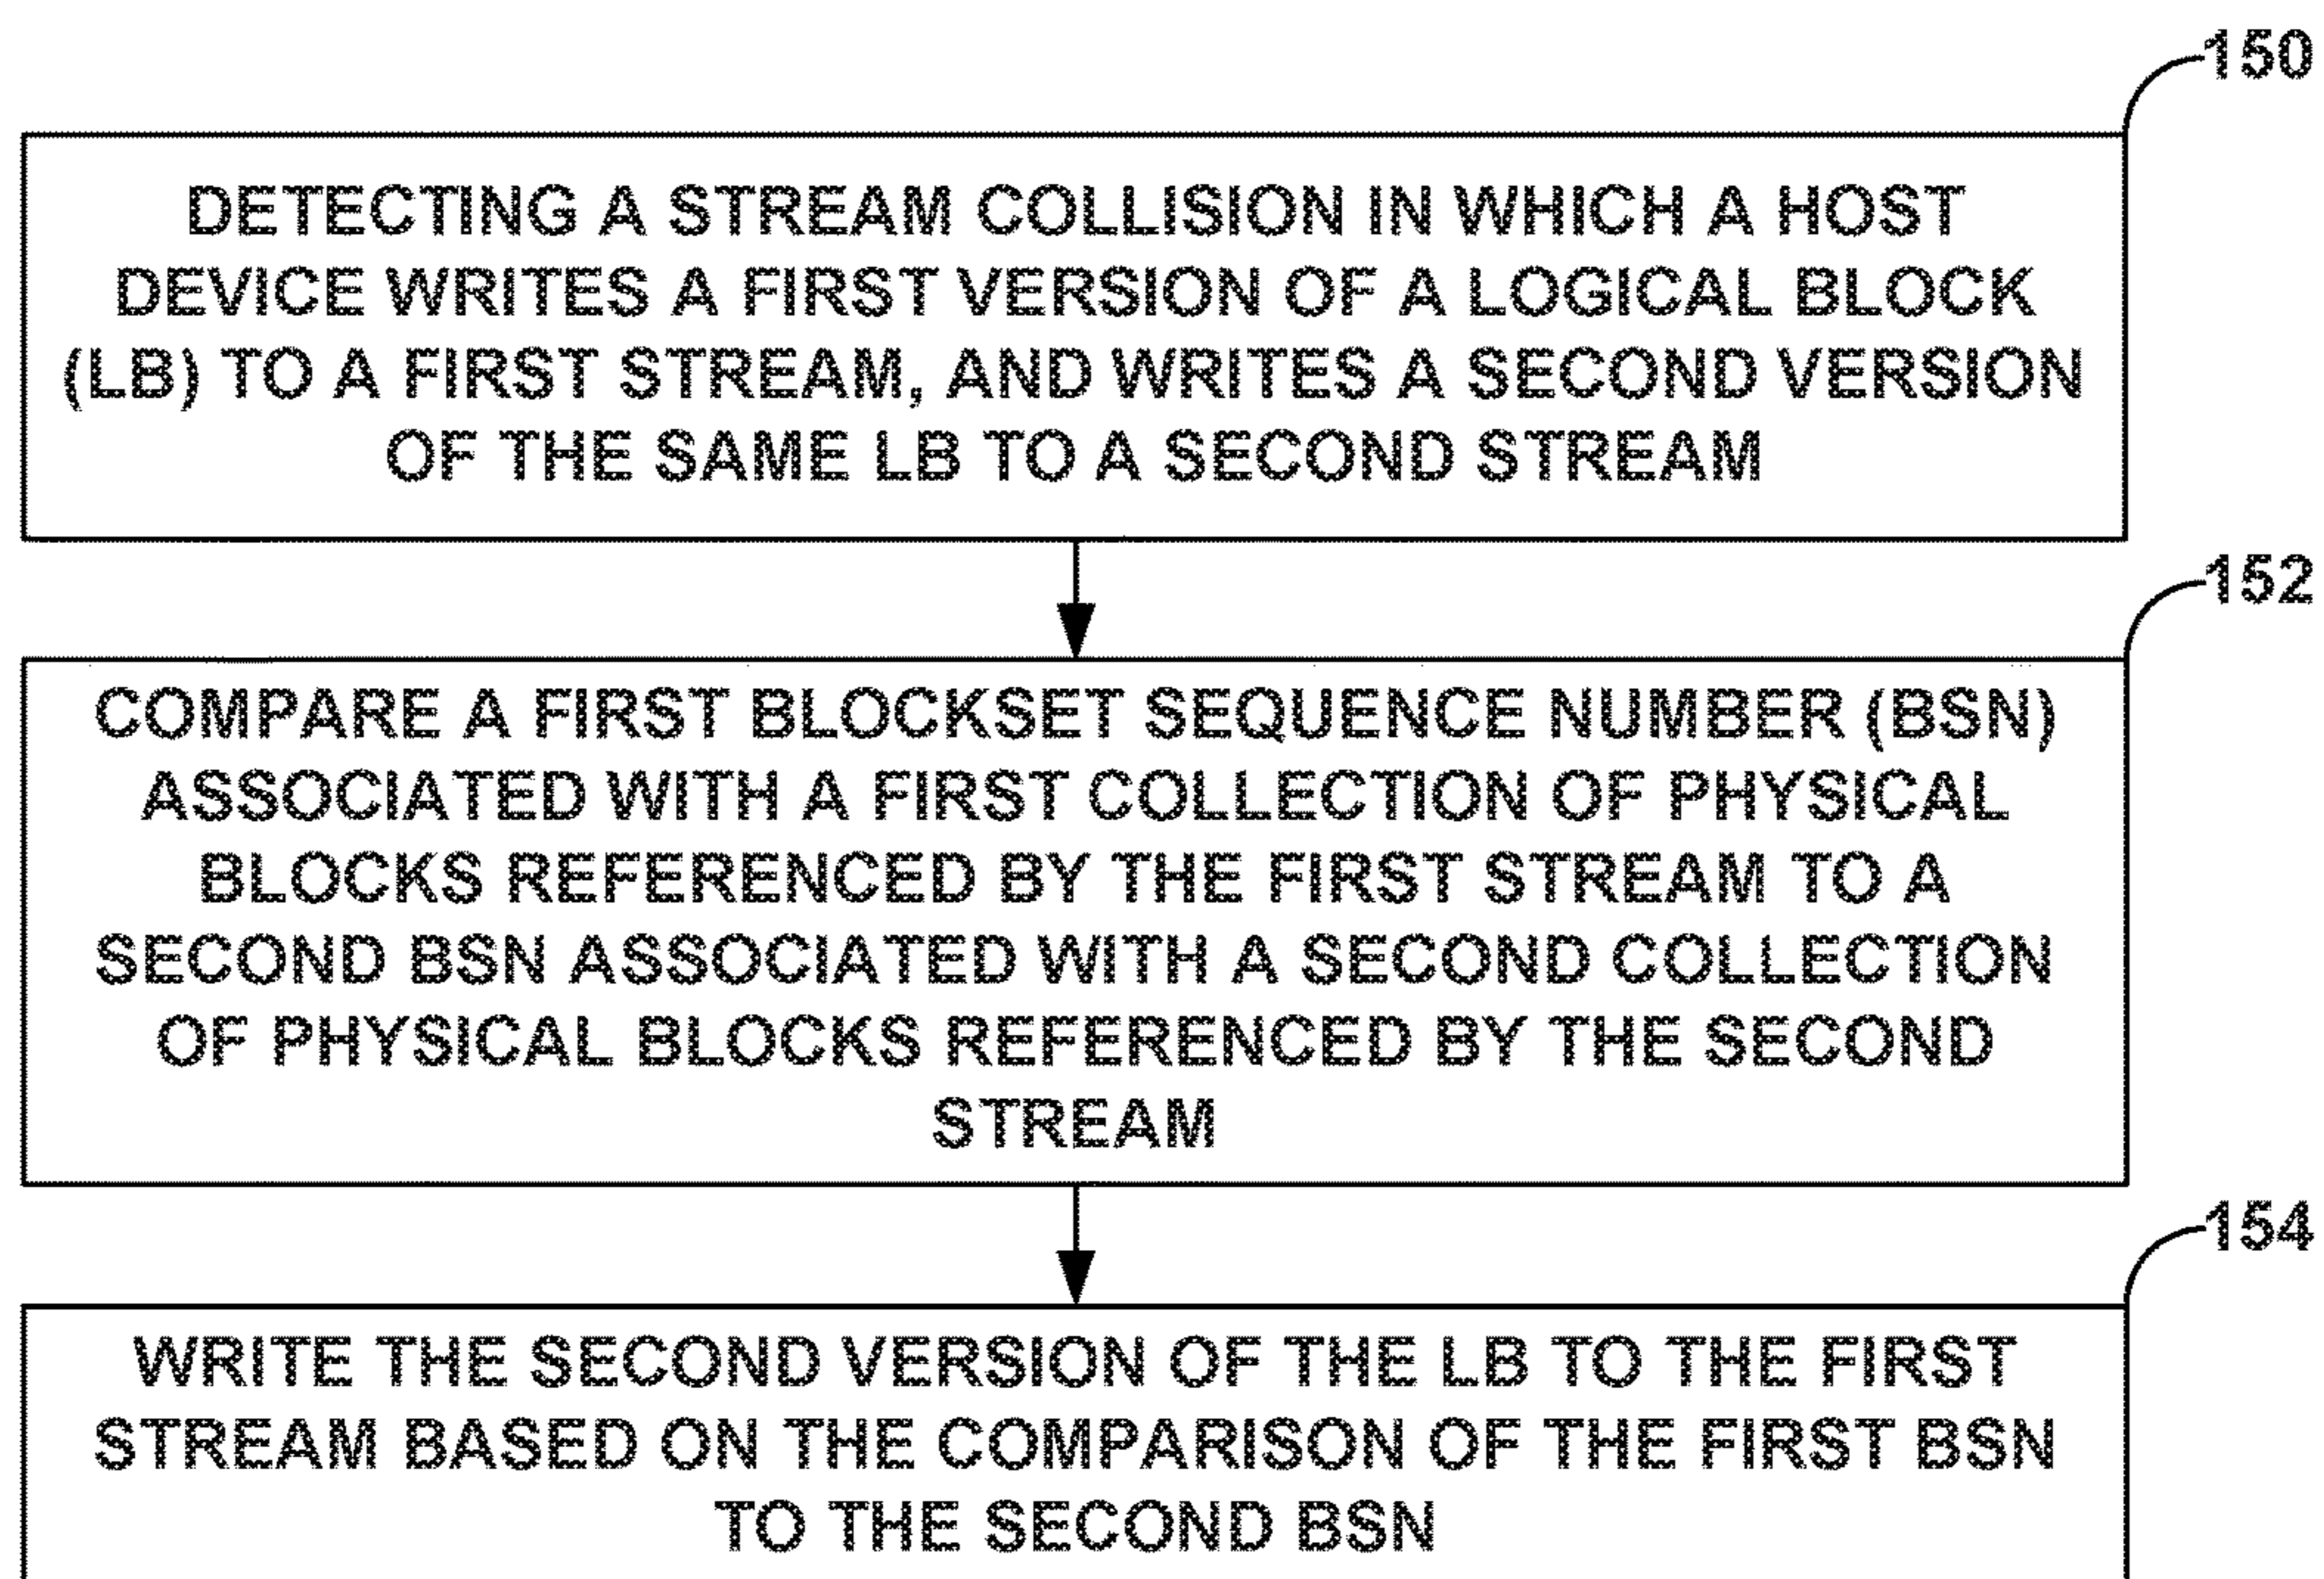 150
DETECTING A STREAM COLLISION IN WHICH A HOST
DEVICE WRITES A FIRST VERSION OF A LOGICAL BLOCK
(LB) TO A FIRST STREAM, AND WRITES A SECOND VERSION
OF THE SAME LB TO A SECOND STREAM
152
COMPARE A FIRST BLOCKSET SEQUENCE NUMBER (BSN)
ASSOCIATED WITH A FIRST COLLECTION OF PHYSICAL
BLOCKS REFERENCED BY THE FIRST STREAM TO A
SECOND BSN ASSOCIATED WITH A SECOND COLLECTION
OF PHYSICAL BLOCKS REFERENCED BY THE SECOND
STREAM
154
WRITE THE SECOND VERSION OF THE LB TO THE FIRST
STREAM BASED ON THE COMPARISON OF THE FIRST BSN
TO THE SECOND BSN